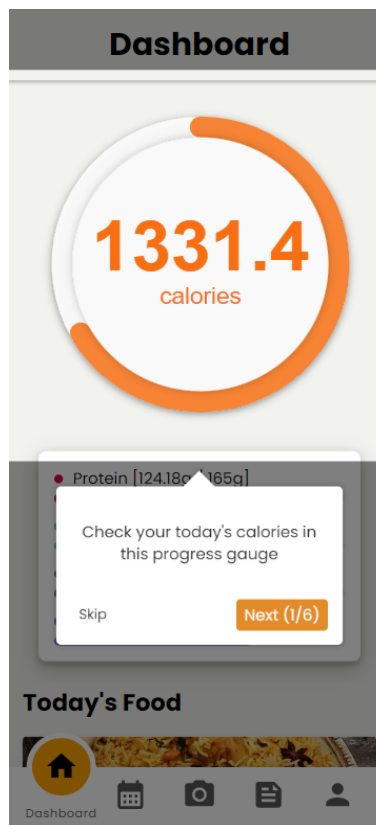 Dashboard
1331.4
calories
Protein [124.18g / 165g]
Check your today's calories in
this progress gauge
Skip
Next (1/6)
Today's Food
Dashboard